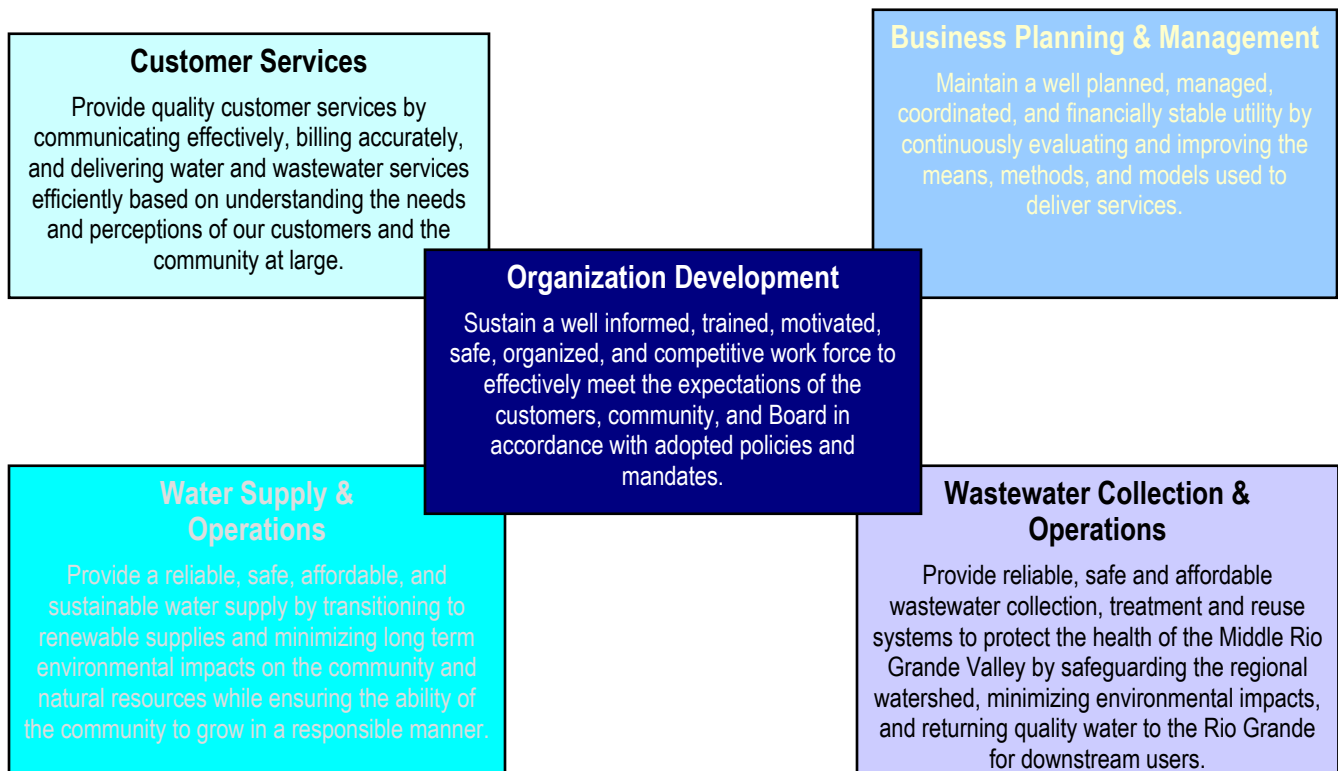 Customer Services
Provide quality customer services by
communicating effectively, billing accurately,
and delivering water and wastewater services
efficiently based on understanding the needs
and perceptions of our customers and the
community at large.
Business Planning & Management
Maintain a well planned, managed,
coordinated, and financially stable utility by
continuously evaluating and improving the
means, methods, and models used to
deliver services.
Organization Development
Sustain a well informed, trained, motivated,
safe, organized, and competitive work force to
effectively meet the expectations of the
customers, community, and Board in
accordance with adopted policies and
mandates.
Water Supply &
Operations
Provide a reliable, safe, affordable, and
sustainable water supply by transitioning to
renewable supplies and minimizing long term
environmental impacts on the community and
natural resources while ensuring the ability of
the community to grow in a responsible manner.
Wastewater Collection &
Operations
Provide reliable, safe and affordable
wastewater collection, treatment and reuse
systems to protect the health of the Middle Rio
Grande Valley by safeguarding the regional
watershed, minimizing environmental impacts,
and returning quality water to the Rio Grande
for downstream users.